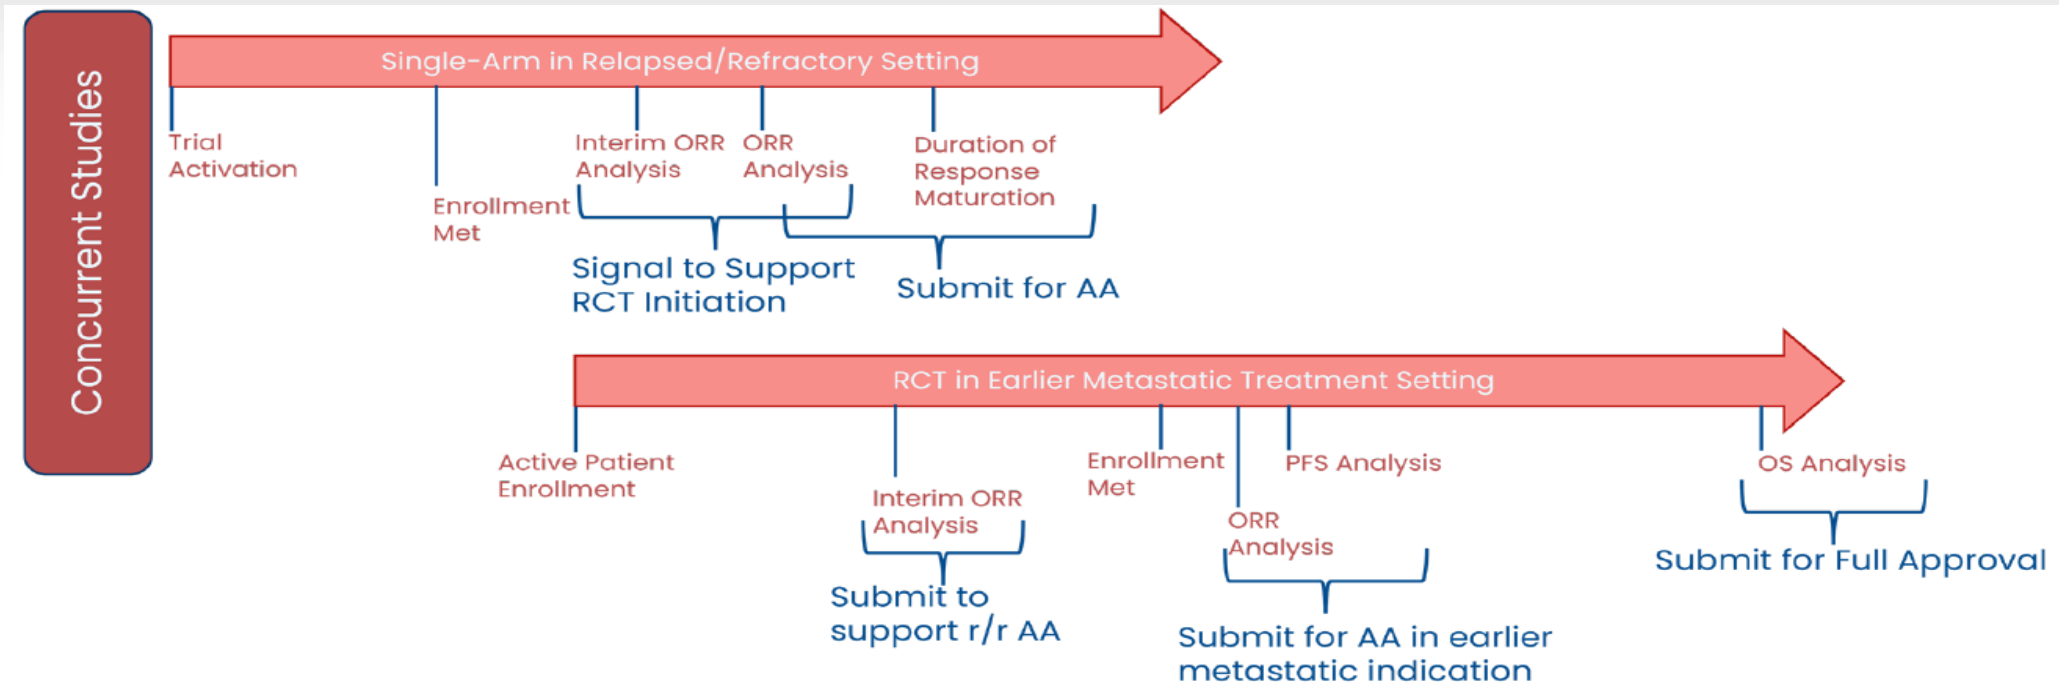 Concurrent Studies
Single-Arm in Relapsed/Refractory Setting
Trial
Activation
Enrollment
Met
Interim ORR
Analysis
ORR
Analysis
Duration of
Response
Maturation
Signal to Support
RCT Initiation
Submit for AA
RCT in Earlier Metastatic Treatment Setting
Active Patient
Enrollment
Interim ORR
Analysis
Enrollment
Met
ORR
Analysis
PFS Analysis
OS Analysis
Submit to
support r/r AA
Submit for AA in earlier
metastatic indication
Submit for Full Approval